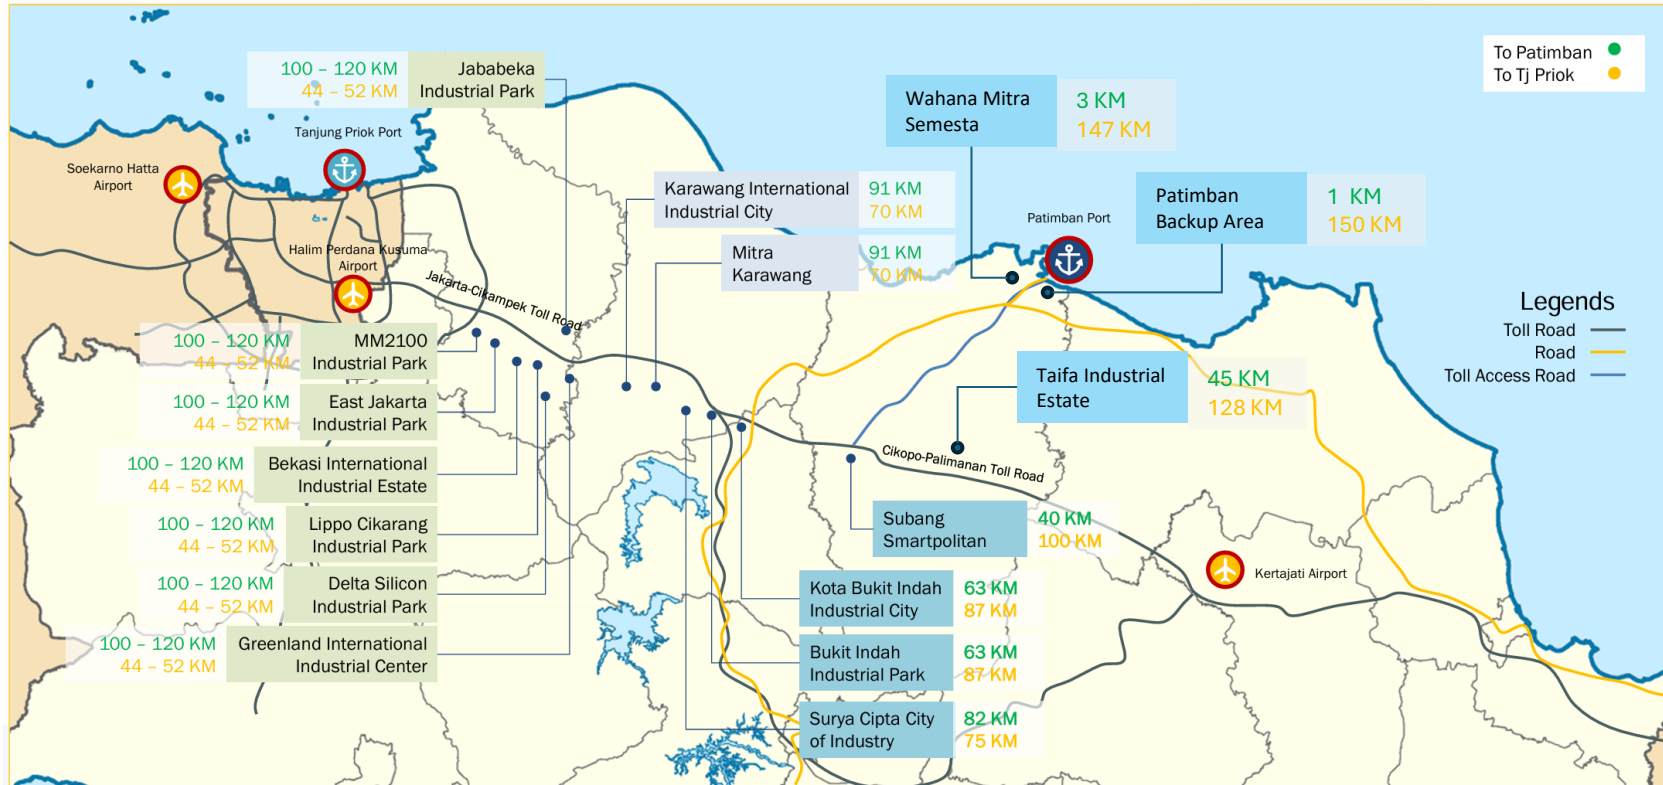 To Patimban
To Tj Priok
100 – 120 KM
44 – 52 KM
Jababeka
Industrial Park
Wahana Mitra
Semesta
3 KM
147 KM
Tanjung Priok Port
Soekarno Hatta
Airport
Karawang International
Industrial City
91 KM
70 KM
Patimban
Backup Area
1 KM
150 KM
Patimban Port
Halim Perdana Kusuma
Airport
Mitra
Karawang
91 KM
70 KM
Jakarta-Cikampek Toll Road
Legends
Toll Road
Road
Toll Access Road
100 – 120 KM
44 – 52 KM
MM2100
Industrial Park
Taifa Industrial
Estate
45 KM
128 KM
100 – 120 KM
44 – 52 KM
East Jakarta
Industrial Park
Cikopo-Palimanan Toll Road
100 – 120 KM
44 – 52 KM
Bekasi International
Industrial Estate
100 – 120 KM
44 – 52 KM
Lippo Cikarang
Industrial Park
Subang
Smartpolitan
40 KM
100 KM
Kertajati Airport
100 – 120 KM
44 – 52 KM
Delta Silicon
Industrial Park
Kota Bukit Indah
Industrial City
63 KM
87 KM
100 – 120 KM
44 – 52 KM
Greenland International
Industrial Center
Bukit Indah
Industrial Park
63 KM
87 KM
Surya Cipta City
of Industry
82 KM
75 KM